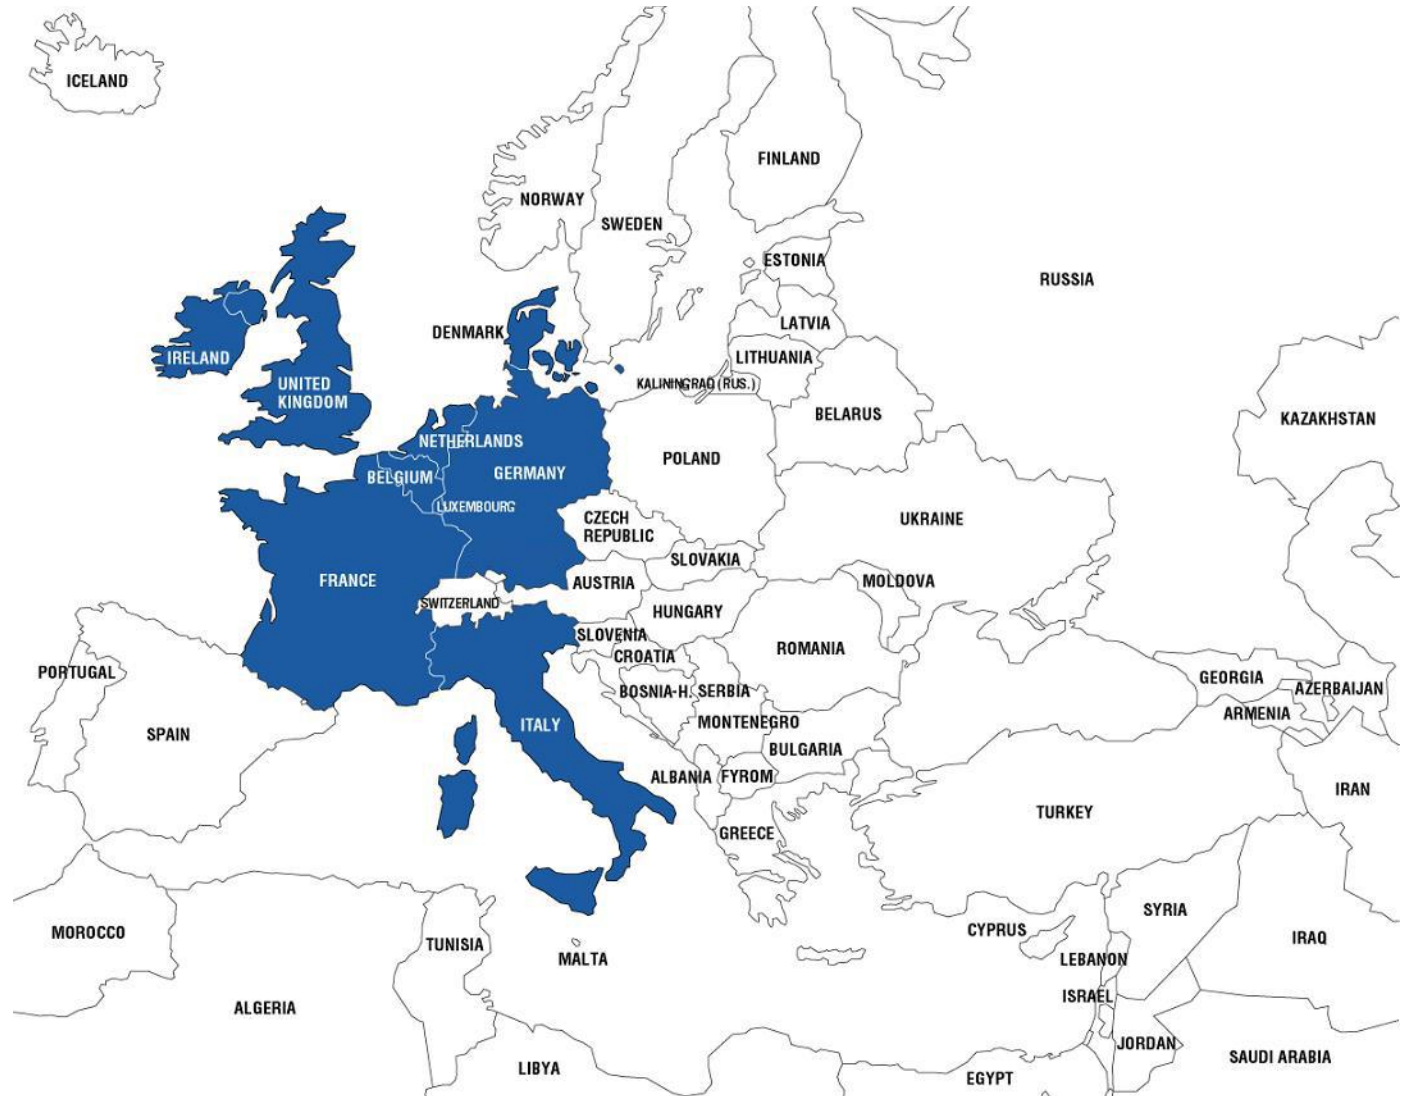 ICELAND
FINLAND
NORWAY
SWEDEN
ESTONIA
RUSSIA
LATVIA
DENMARK
LITHUANIA
IRELAND
KALININGRAD (RUS.)
UNITED
KINGDOM
BELARUS
KAZAKHSTAN
NETHERLANDS
POLAND
BELGIUM
GERMANY
LUXEMBOURG
CZECH
REPUBLIC
UKRAINE
SLOVAKIA
FRANCE
AUSTRIA
MOLDOVA
SWITZERLAND
HUNGARY
SLOVENIA
CROATIA
ROMANIA
PORTUGAL
BOSNIA-H.
SERBIA
GEORGIA
AZERBAIJAN
SPAIN
ITALY
MONTENEGRO
ARMENIA
BULGARIA
ALBANIA
FYROM
IRAN
GREECE
TURKEY
MOROCCO
TUNISIA
MALTA
CYPRUS
SYRIA
IRAQ
LEBANON
ISRAEL
ALGERIA
JORDAN
SAUDI ARABIA
LIBYA
EGYPT